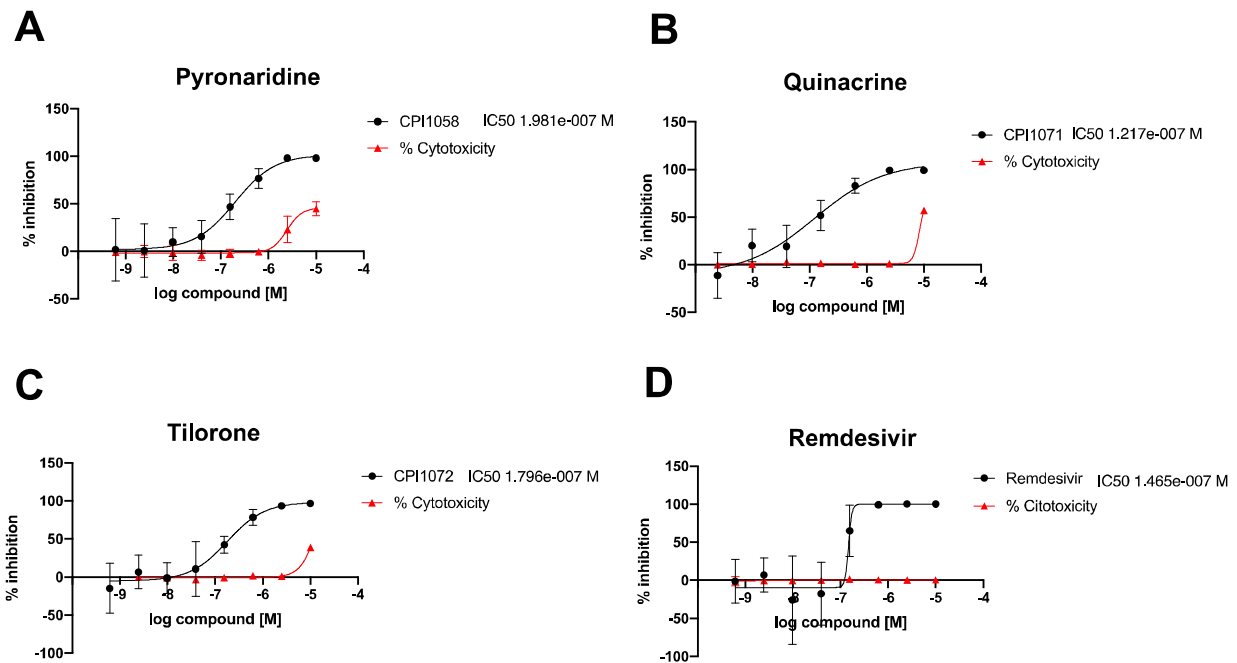 A
Pyronaridine
150
100
50
0
-50
% inhibition
-9
-8
-7
-6
-5
-4
log compound [M]
CPI1058 IC50 1.981e-007 M
% Cytotoxicity
B
Quinacrine
150
100
50
0
-50
% inhibition
-8
-7
-6
-5
-4
log compound [M]
CPI1071 IC50 1.217e-007 M
% Cytotoxicity
C
Tilorone
150
100
50
0
-50
-100
% inhibition
-9
-8
-7
-6
-5
-4
log compound [M]
CPI1072 IC50 1.796e-007 M
% Cytotoxicity
D
Remdesivir
150
100
50
0
-50
-100
% inhibition
-9
-8
-7
-6
-5
-4
log compound [M]
Remdesivir IC50 1.465e-007 M
% Citotoxicity